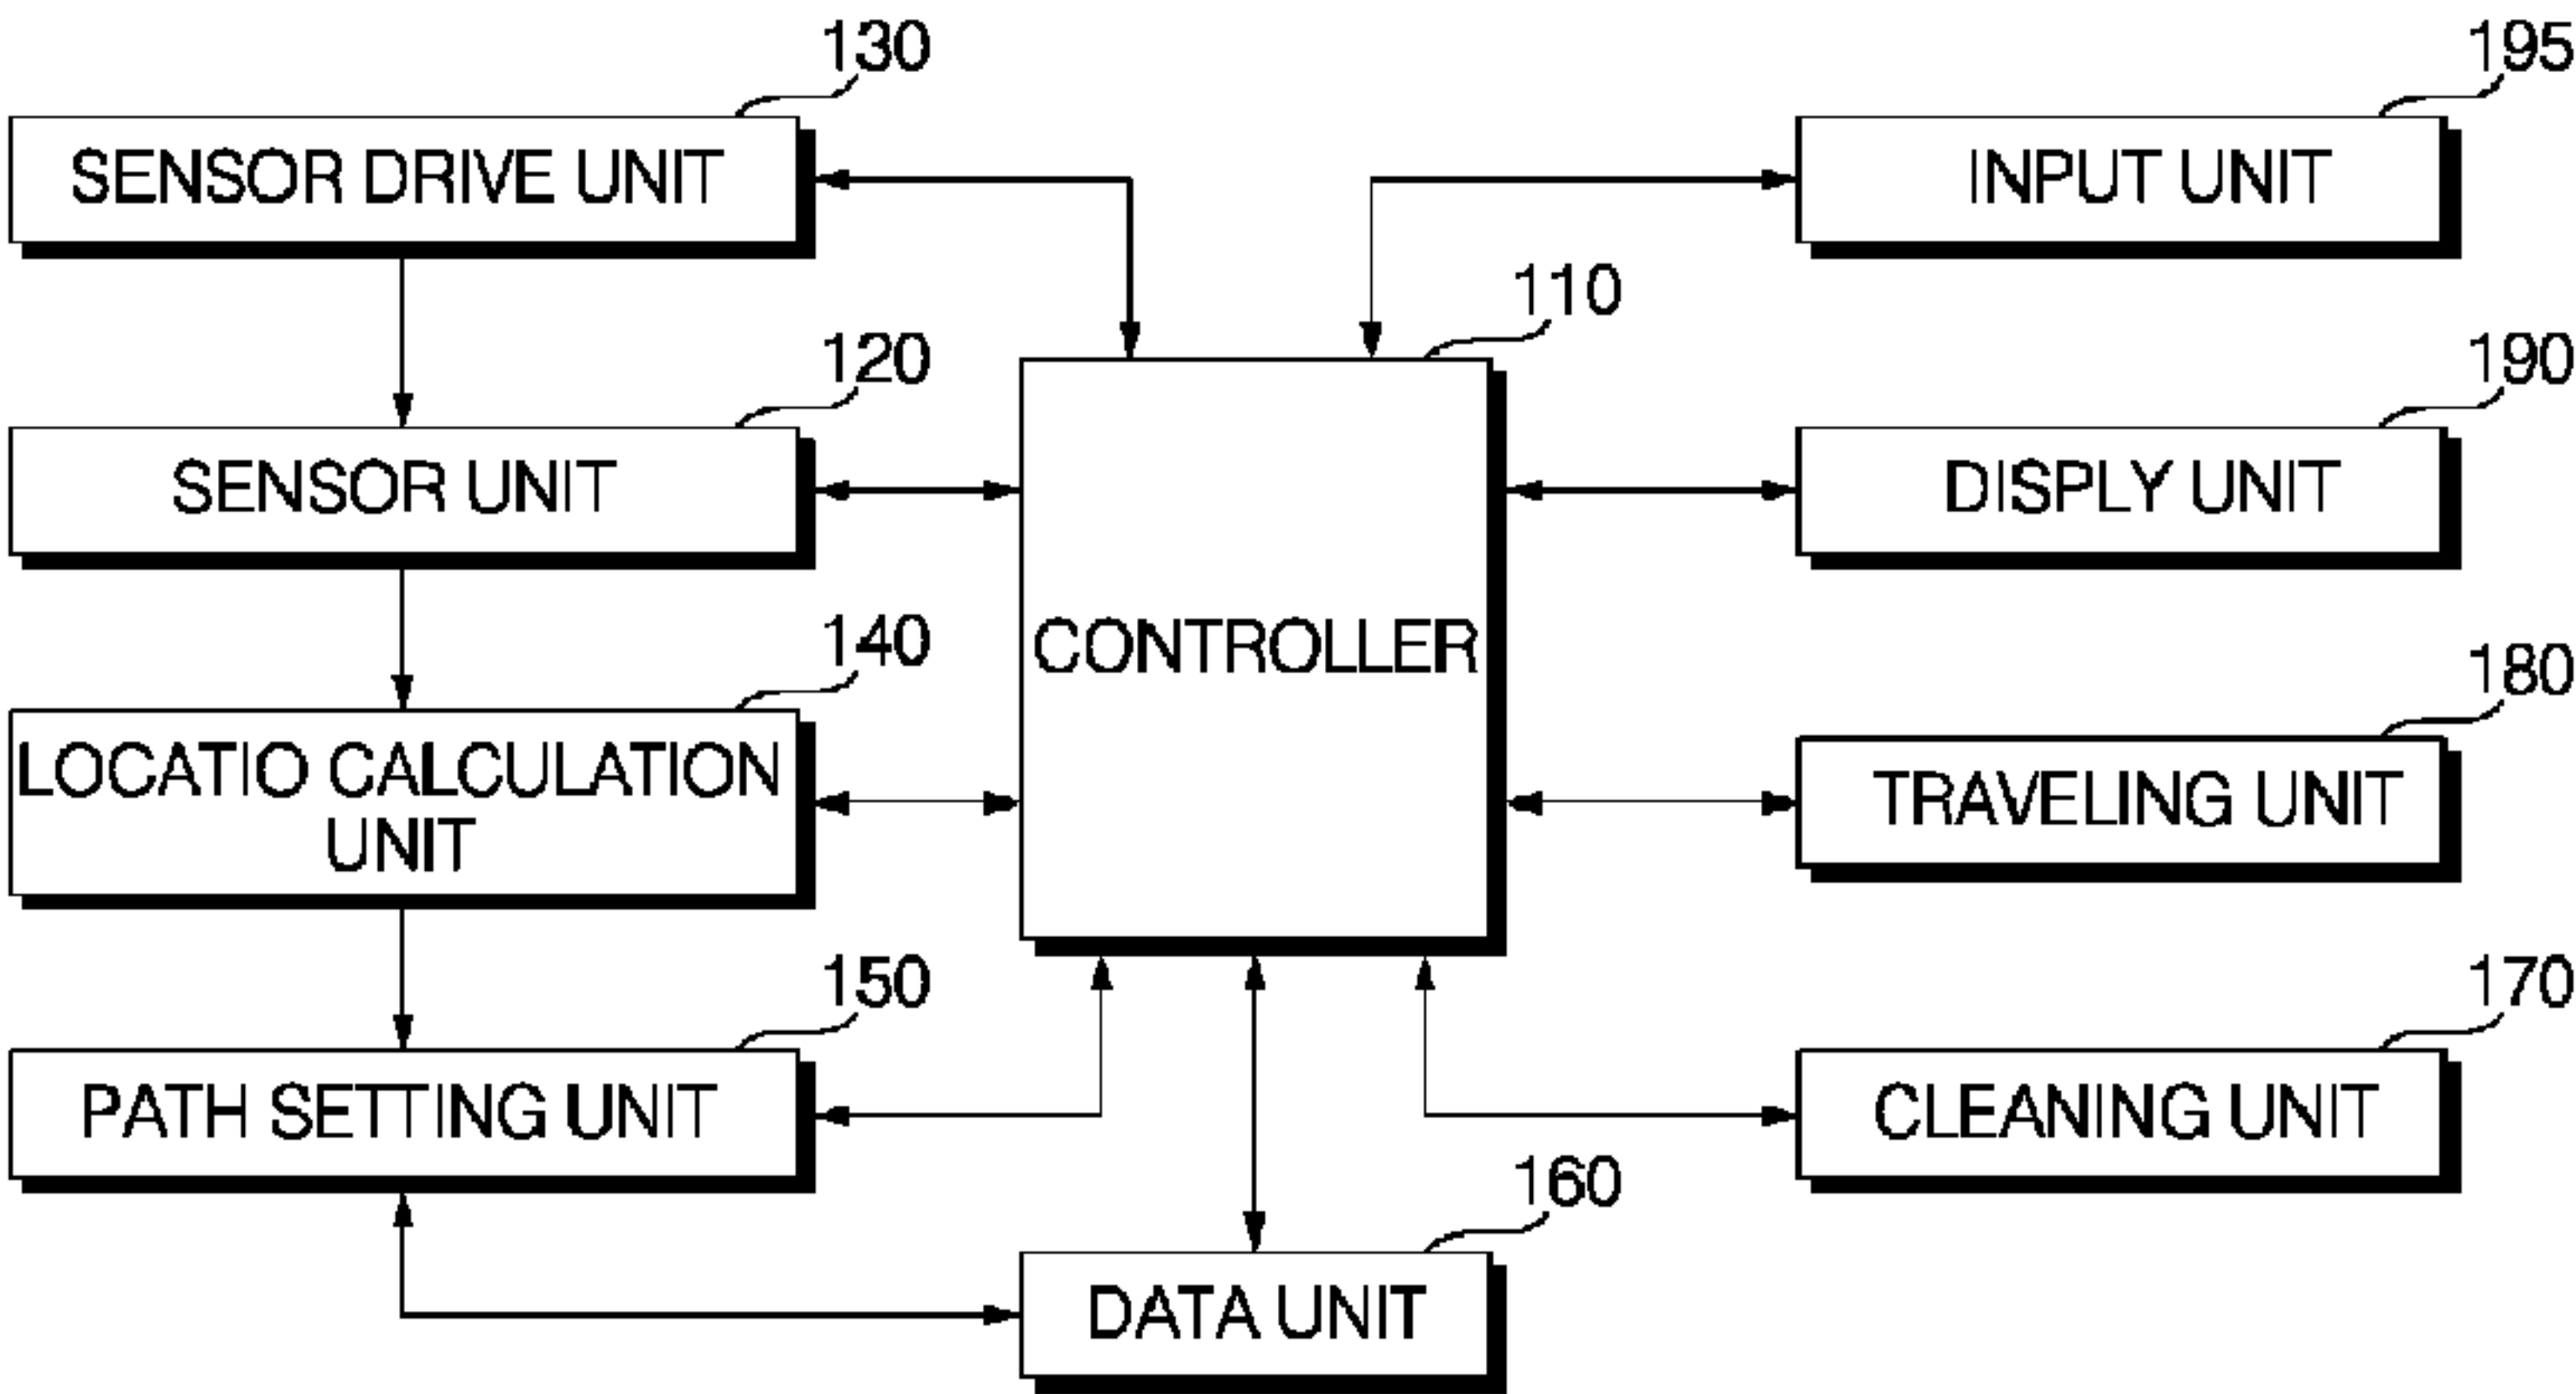 130
SENSOR DRIVE UNIT
195
INPUT UNIT
110
120
SENSOR UNIT
190
DISPLY UNIT
CONTROLLER
140
LOCATIO CALCULATION
UNIT
180
TRAVELING UNIT
150
PATH SETTING UNIT
170
CLEANING UNIT
160
DATA UNIT